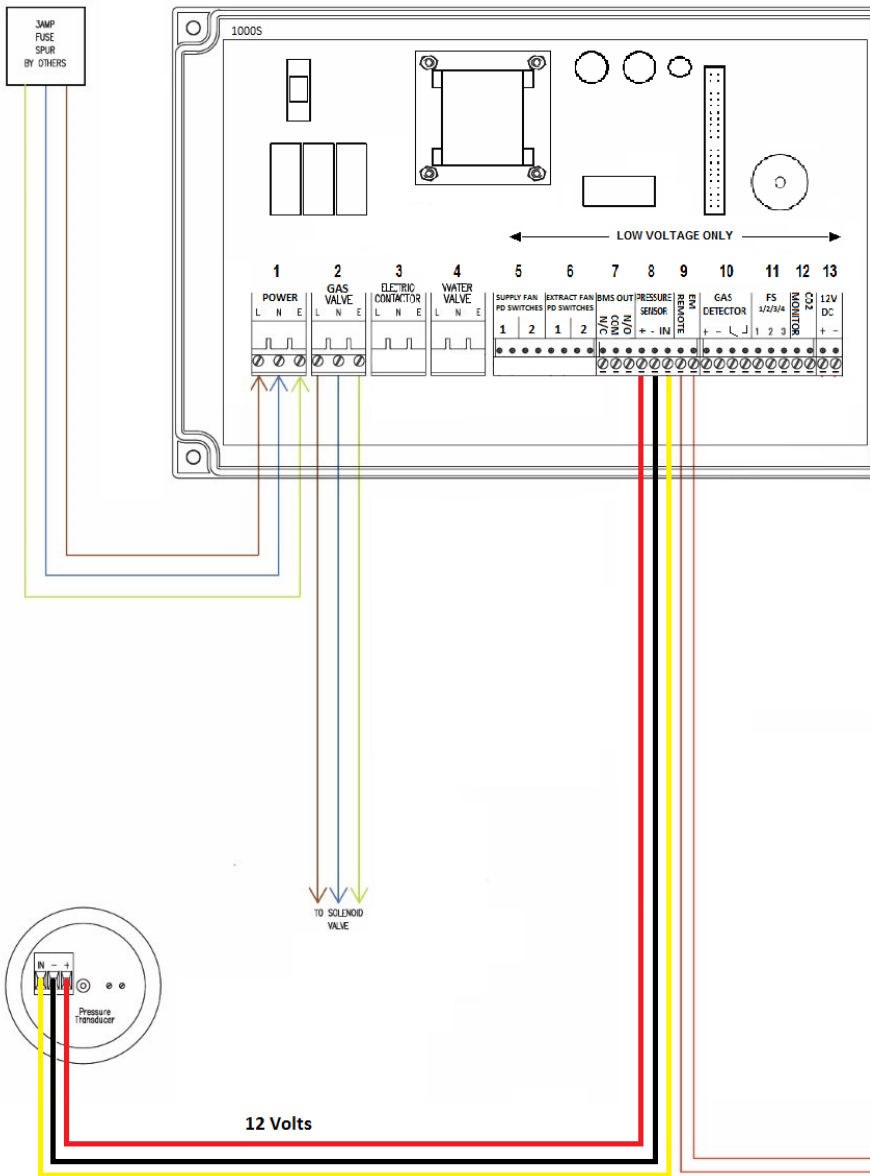 3AMP
FUSE
SPUR
BY OTHERS
1000S
LOW VOLTAGE ONLY
1 2 3 4 5 6 7 8 9 10 11 12 13
POWER
L N E
GAS
VALVE
L N E
ELECTRIC
CONTACTOR
L N E
WATER
VALVE
L N E
SUPPLY FAN
PD SWITCHES
1 2
EXTRACT FAN
PD SWITCHES
1 2
BMS OUT
N/C
COM
N/O
PRESSURE
SENSOR
+ - IN
REMOTE
EM
GAS
DETECTOR
+ -
FS
1/2/3/4
1 2 3
MONITOR
CO2
12V
DC
+ -
TO SOLENOID
VALVE
IN - +
Pressure
Transducer
12 Volts